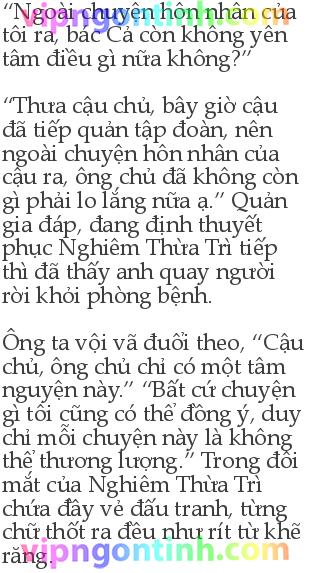 vipngontinh.com
“Ngoài chuyện hôn nhân của
tôi ra, bác Cả còn không yên
tâm điều gì nữa không?”
“Thưa cậu chủ, bây giờ cậu
đã tiếp quản tập đoàn, nên
ngoài chuyện hôn nhân của
cậu ra, ông chủ đã không còn
gì phải lo lắng nữa ạ.” Quản
gia đáp, đang định thuyết
phục Nghiêm Thừa Trì tiếp
thì đã thấy anh quay người
rời khỏi phòng bệnh.
Ông ta vội vã đuổi theo, “Cậu
chủ, ông chủ chỉ có một tâm
nguyện này.” “Bất cứ chuyện
gì tôi cũng có thể đồng ý, duy
chỉ mỗi chuyện này là không
thể thương lượng.” Trong đôi
mắt của Nghiêm Thừa Trì
chứa đầy vẻ đấu tranh, từng
chữ thốt ra đều như rít từ khẽ
răng.
vipngontinh.com